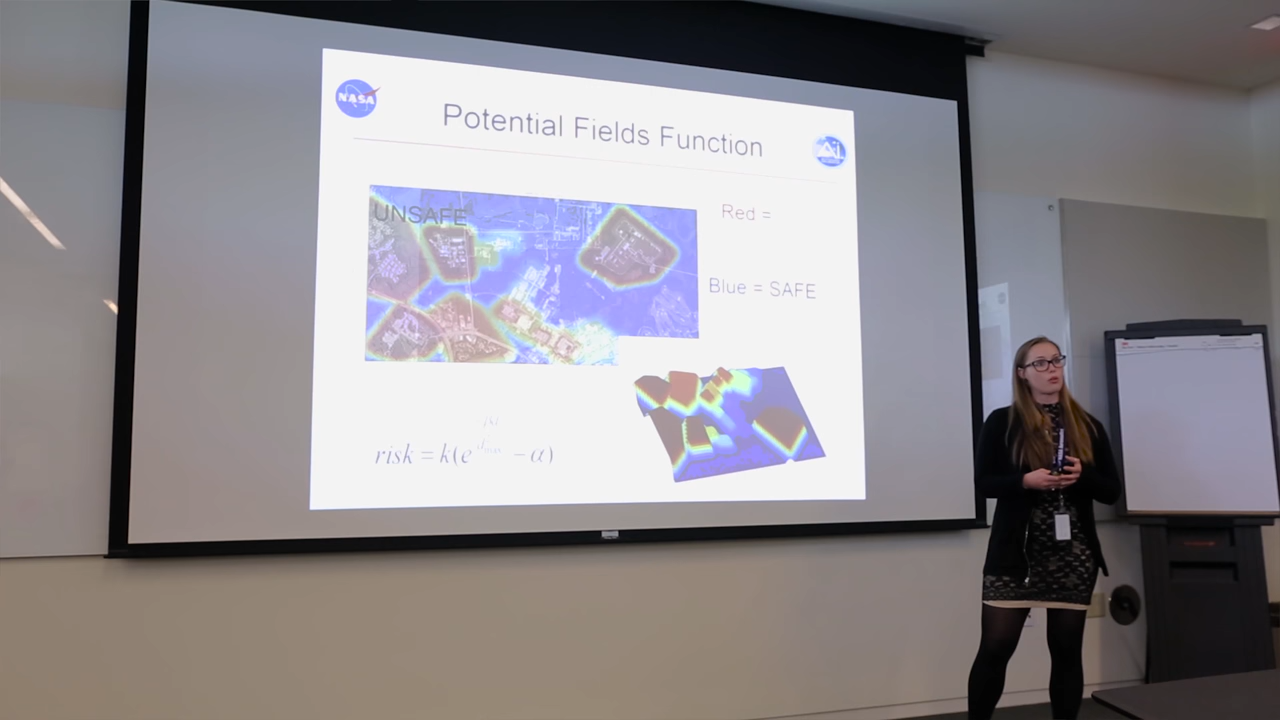 NASA
Potential Fields Function
UNSAFE
Red =
Blue = SAFE
risk = k(e − α)